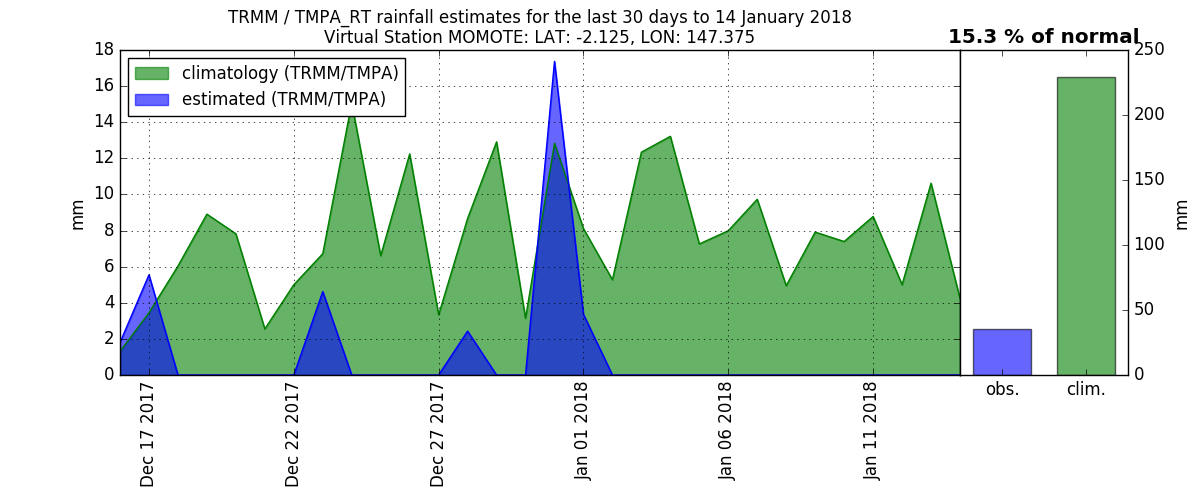 TRMM / TMPA_RT rainfall estimates for the last 30 days to 14 January 2018
Virtual Station MOMOTE: LAT: -2.125, LON: 147.375
15.3 % of normal
climatology (TRMM/TMPA)
estimated (TRMM/TMPA)
18
16
14
12
10
8
6
4
2
0
mm
Dec 17 2017
Dec 22 2017
Dec 27 2017
Jan 01 2018
Jan 06 2018
Jan 11 2018
250
200
150
100
50
0
mm
obs.
clim.